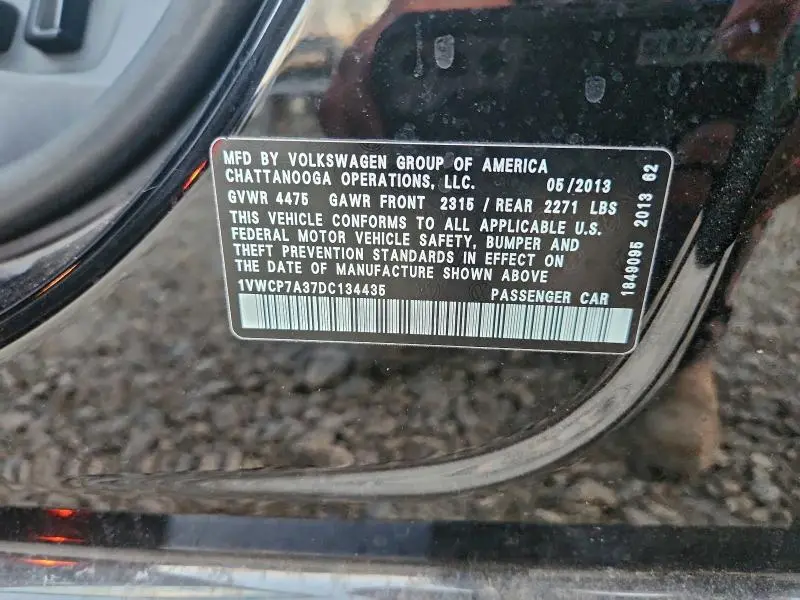 MFD BY VOLKSWAGEN GROUP OF AMERICA
CHATTANOOGA OPERATIONS, LLC. 05/2013
GVWR 4475 GAWR FRONT 2315 / REAR 2271 LBS
THIS VEHICLE CONFORMS TO ALL APPLICABLE U.S.
FEDERAL MOTOR VEHICLE SAFETY, BUMPER AND
THEFT PREVENTION STANDARDS IN EFFECT ON
THE DATE OF MANUFACTURE SHOWN ABOVE
1VWCP7A37DC134435 PASSENGER CAR
1849095 2013 62